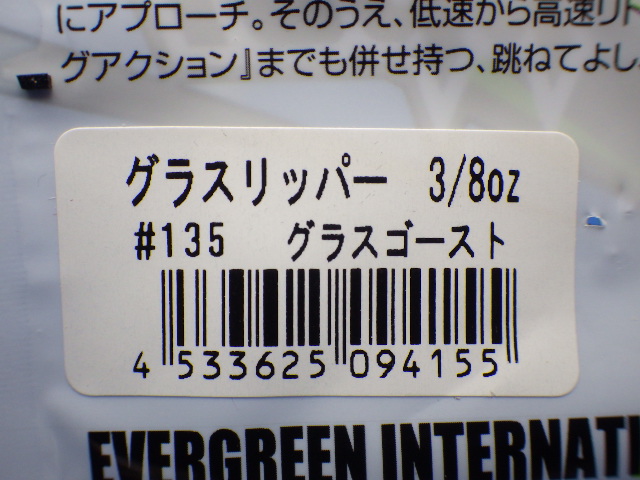 にアプローチ。そのうえ、低速から高速リト
グアクション』までも併せ持つ、跳ねてよし
グラスリッパー 3/8oz
#135 グラスゴースト
4 533625 094155
EVERGREEN INTERNATI